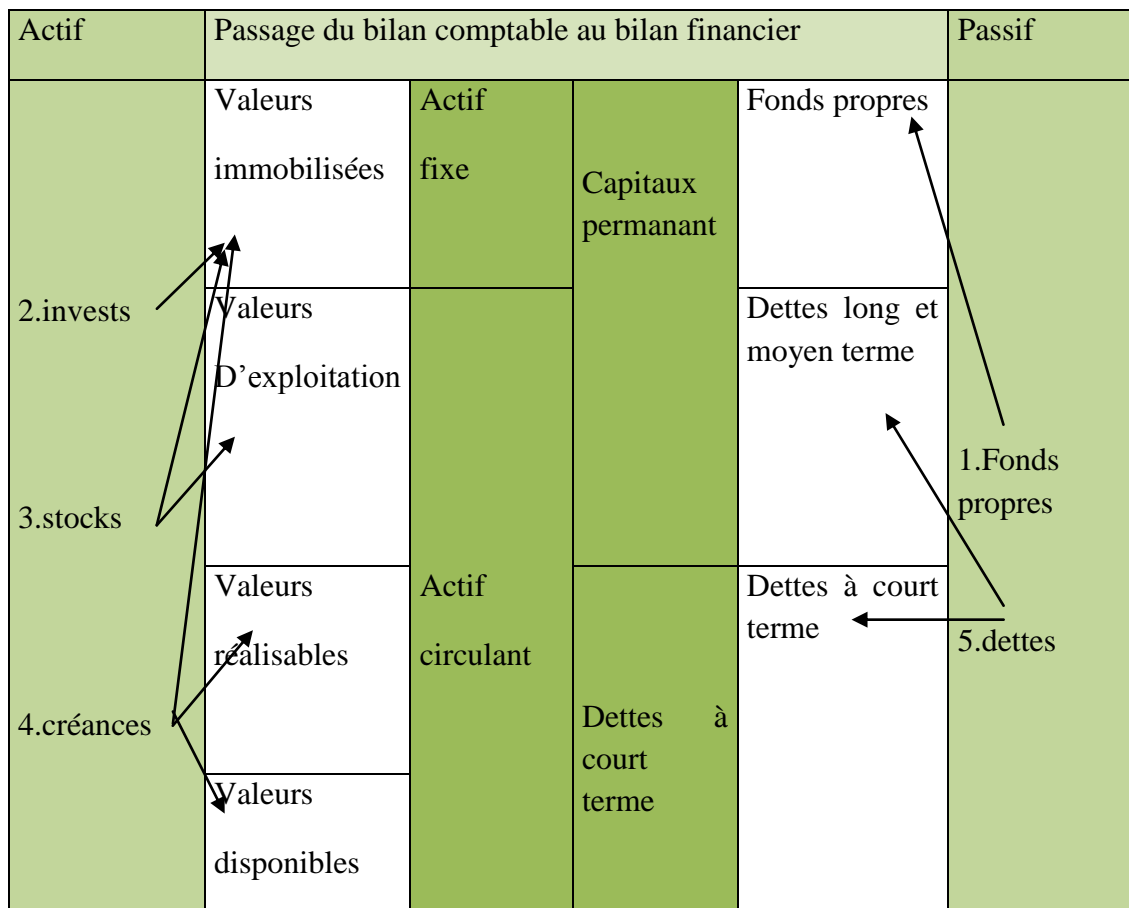 Actif
Passage du bilan comptable au bilan financier
Passif
2.invests
3.stocks
4.créances
Valeurs
immobilisées
Valeurs
D’exploitation
Valeurs
réalisables
Valeurs
disponibles
Actif
fixe
Actif
circulant
Capitaux
permanant
Dettes à
court
terme
Fonds propres
Dettes long et
moyen terme
Dettes à court
terme
1.Fonds
propres
5.dettes